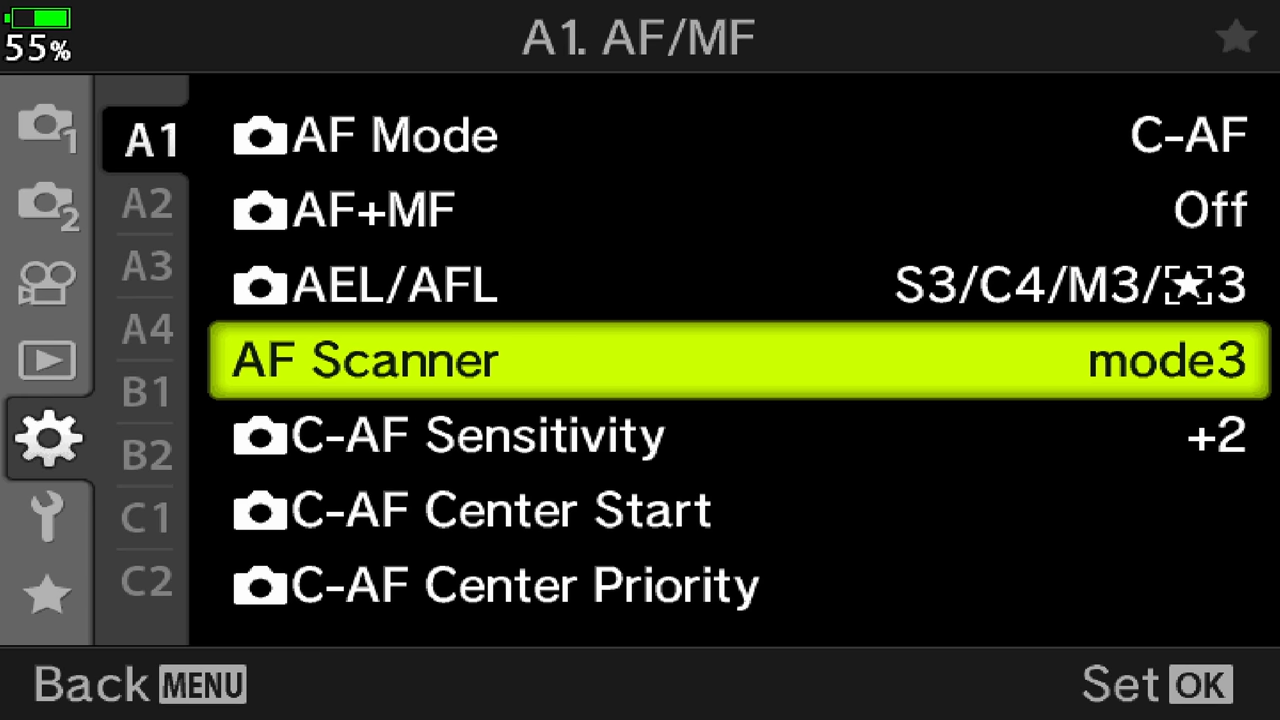 55%
A1. AF/MF
1
2
A1
A2
A3
A4
B1
B2
C1
C2
AF Mode C-AF
AF+MF Off
AEL/AFL S3/C4/M3/[★]3
AF Scanner mode3
C-AF Sensitivity +2
C-AF Center Start
C-AF Center Priority
Back MENU
Set OK